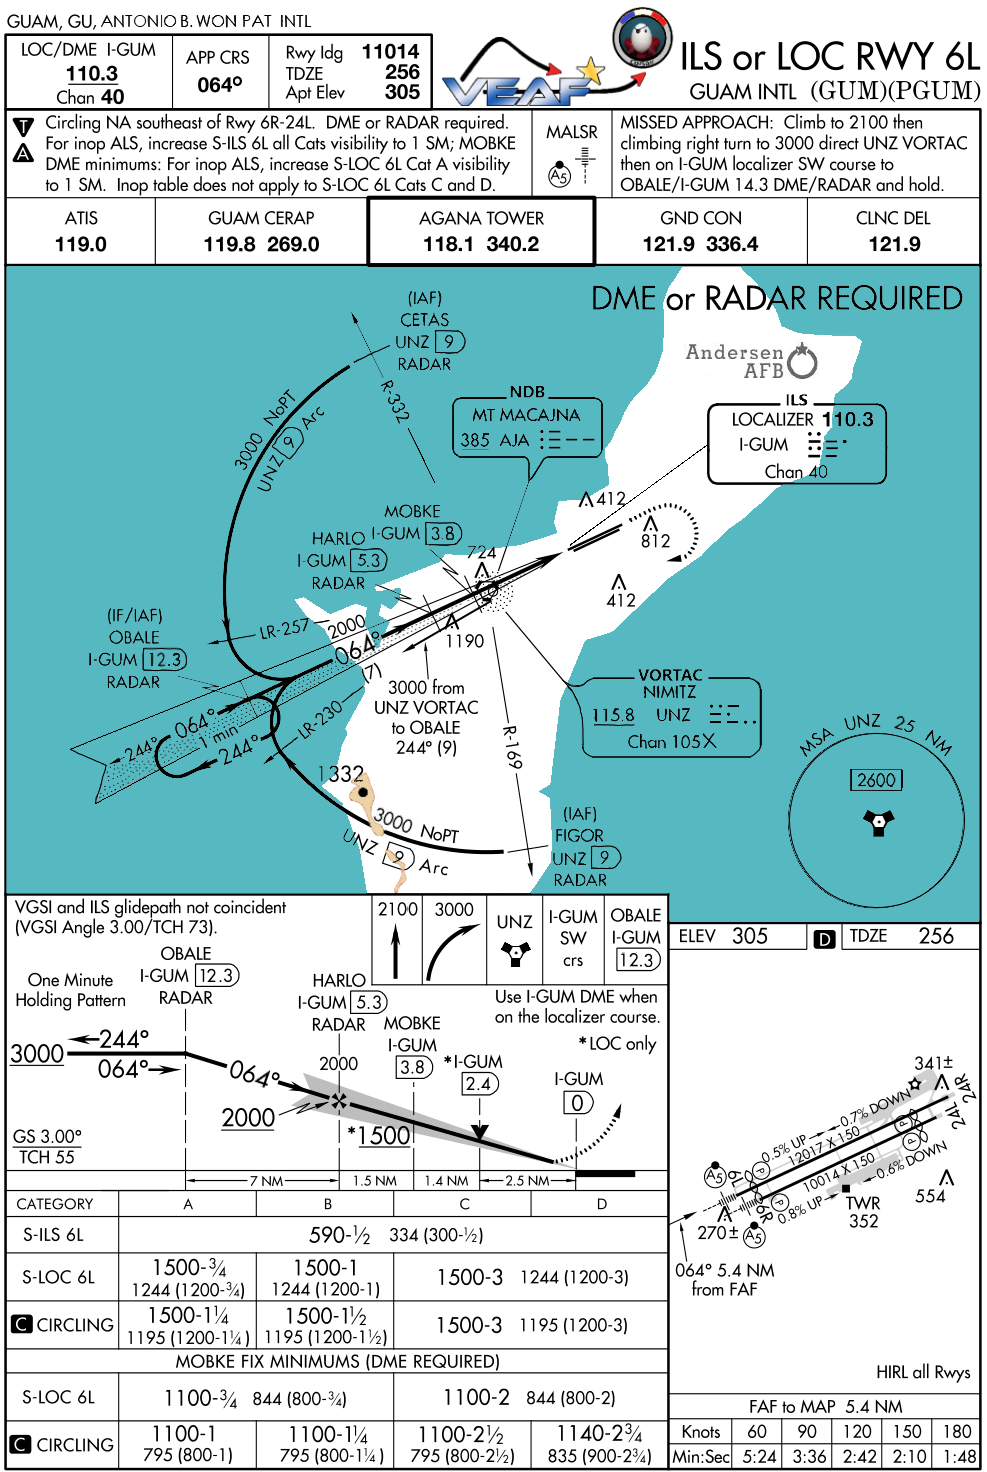 GUAM, GU, ANTONIO B. WON PAT INTL
LOC/DME I-GUM
110.3
Chan 40
APP CRS
064°
Rwy ldg 11014
TDZE 256
Apt Elev 305
VEAF
ILS or LOC RWY 6L
GUAM INTL (GUM)(PGUM)
T
A
Circling NA southeast of Rwy 6R-24L. DME or RADAR required.
For inop ALS, increase S-ILS 6L all Cats visibility to 1 SM; MOBKE
DME minimums: For inop ALS, increase S-LOC 6L Cat A visibility
to 1 SM. Inop table does not apply to S-LOC 6L Cats C and D.
MALSR
A5
MISSED APPROACH: Climb to 2100 then
climbing right turn to 3000 direct UNZ VORTAC
then on I-GUM localizer SW course to
OBALE/I-GUM 14.3 DME/RADAR and hold.
ATIS
119.0
GUAM CERAP
119.8 269.0
AGANA TOWER
118.1 340.2
GND CON
121.9 336.4
CLNC DEL
121.9
DME or RADAR REQUIRED
(IAF)
CETAS
UNZ 9
RADAR
R-332
3000 NoPT
UNZ 9 Arc
Andersen
AFB
NDB
MT MACAJNA
385 AJA
ILS
LOCALIZER 110.3
I-GUM
Chan 40
412
812
412
MOBKE
I-GUM 3.8
724
HARLO
I-GUM 5.3
RADAR
1190
(IF/IAF)
OBALE
I-GUM 12.3
RADAR
LR-257
2000
064°
(7)
3000 from
UNZ VORTAC
to OBALE
244° (9)
LR-230
064°
244°
1 min
244°
R-169
VORTAC
NIMITZ
115.8 UNZ
Chan 105X
MSA UNZ 25 NM
2600
1332
3000 NoPT
UNZ 9 Arc
(IAF)
FIGOR
UNZ 9
RADAR
VGSI and ILS glidepath not coincident
(VGSI Angle 3.00/TCH 73).
2100
3000
UNZ
I-GUM
SW
crs
OBALE
I-GUM
12.3
One Minute
Holding Pattern
OBALE
I-GUM 12.3
RADAR
HARLO
I-GUM 5.3
RADAR
MOBKE
I-GUM
3.8
Use I-GUM DME when
on the localizer course.
*LOC only
*I-GUM
2.4
I-GUM
0
3000
244°
064°
064°
2000
2000
*1500
GS 3.00°
TCH 55
7 NM
1.5 NM
1.4 NM
2.5 NM
CATEGORY A B C D
S-ILS 6L 590-½ 334 (300-½)
S-LOC 6L
1500-¾
1244 (1200-¾)
1500-1
1244 (1200-1)
1500-3 1244 (1200-3)
C CIRCLING
1500-1¼
1195 (1200-1¼)
1500-1½
1195 (1200-1½)
1500-3 1195 (1200-3)
MOBKE FIX MINIMUMS (DME REQUIRED)
S-LOC 6L 1100-¾ 844 (800-¾) 1100-2 844 (800-2)
C CIRCLING
1100-1
795 (800-1)
1100-1¼
795 (800-1¼)
1100-2½
795 (800-2½)
1140-2¾
835 (900-2¾)
ELEV 305
D
TDZE 256
341±
24R
24L
0.7% DOWN
0.5% UP
12017 X 150
P
P
P
P
10014 X 150
0.6% DOWN
0.8% UP
6L
6R
A5
A5
TWR
352
554
270±
064° 5.4 NM
from FAF
HIRL all Rwys
FAF to MAP 5.4 NM
Knots 60 90 120 150 180
Min:Sec 5:24 3:36 2:42 2:10 1:48